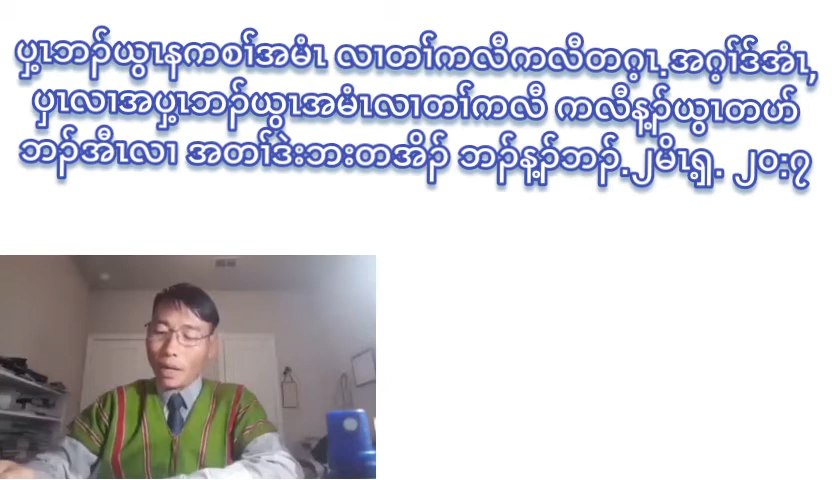 ပှ့ၤဘၣ်ယွၤနကစၢ်အမံၤ လၢတၢ်ကလီကလီတဂ့ၤ.အဂ့ၢ်ဒ်အံၤ,
ပှၤလၢအပှ့ၤဘၣ်ယွၤအမံၤလၢတၢ်ကလီ ကလီန့ၣ်ယွၤတဟ်
ဘၣ်အီၤလၢ အတၢ်ဒဲးဘးတအိၣ် ဘၣ်န့ၣ်ဘၣ်.၂မိၤၡ့. ၂၀:၇